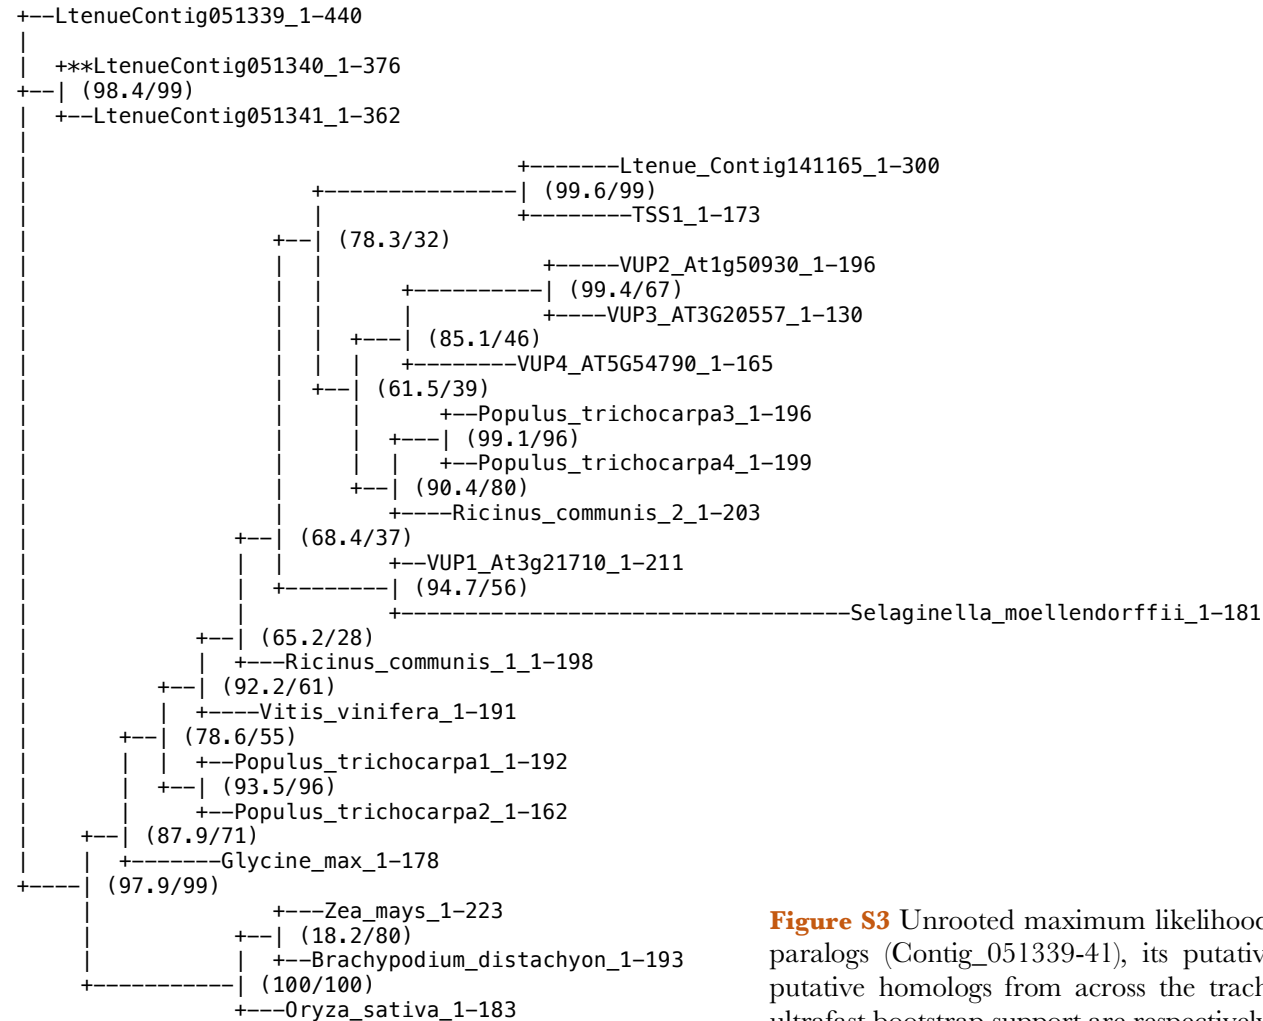 LtenueContig051339_1-440
**LtenueContig051340_1-376
(98.4/99)
LtenueContig051341_1-362
Ltenue_Contig141165_1-300
(99.6/99)
TSS1_1-173
(78.3/32)
VUP2_At1g50930_1-196
(99.4/67)
VUP3_AT3G20557_1-130
(85.1/46)
VUP4_AT5G54790_1-165
(61.5/39)
Populus_trichocarpa3_1-196
(99.1/96)
Populus_trichocarpa4_1-199
(90.4/80)
Ricinus_communis_2_1-203
(68.4/37)
VUP1_At3g21710_1-211
(94.7/56)
Selaginella_moellendorffii_1-181
(65.2/28)
Ricinus_communis_1_1-198
(92.2/61)
Vitis_vinifera_1-191
(78.6/55)
Populus_trichocarpa1_1-192
(93.5/96)
Populus_trichocarpa2_1-162
(87.9/71)
Glycine_max_1-178
(97.9/99)
Zea_mays_1-223
(18.2/80)
Brachypodium_distachyon_1-193
(100/100)
Oryza_sativa_1-183
Figure S3 Unrooted maximum likelihood
paralogs (Contig_051339-41), its putativ
putative homologs from across the trach
ultrafast bootstrap support are respectively